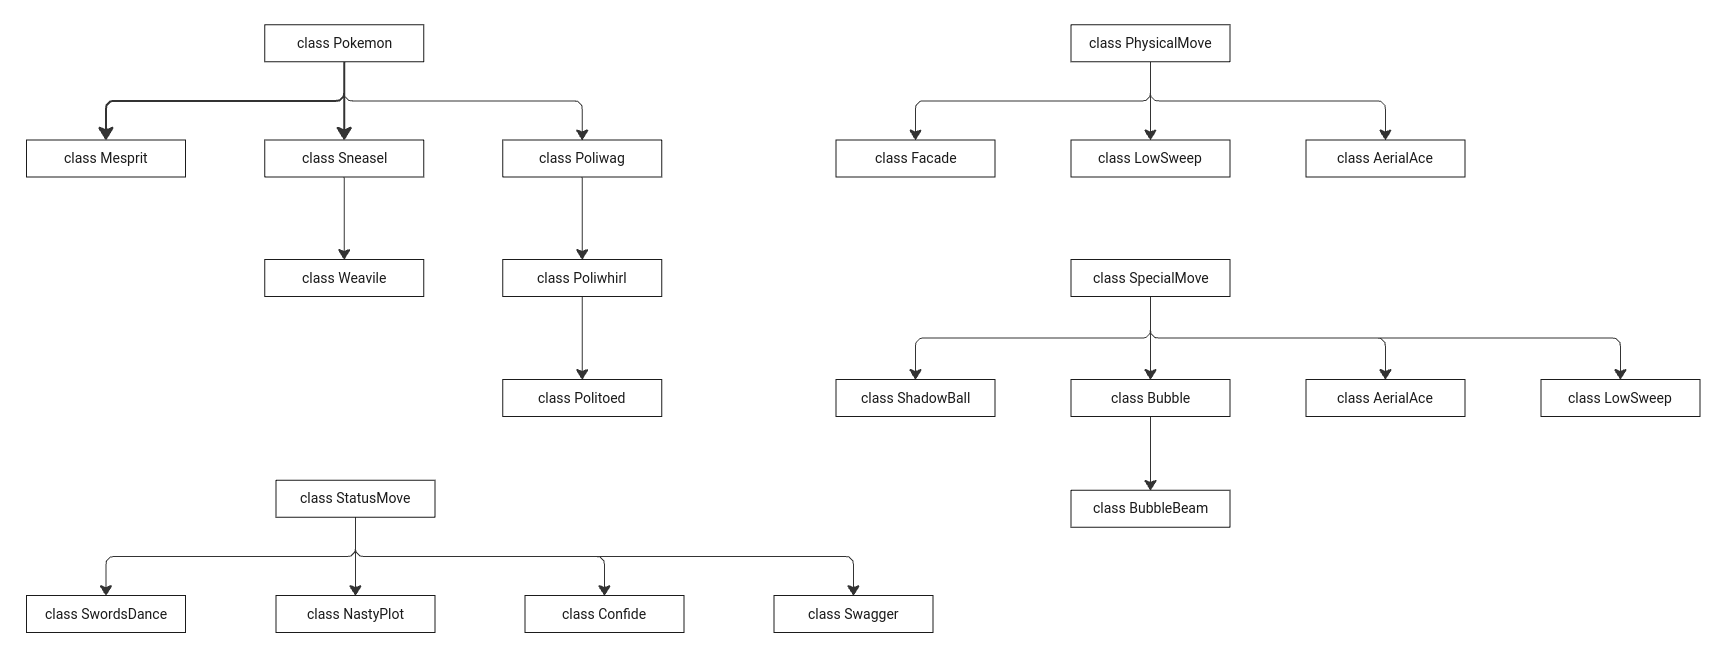 class Pokemon
class PhysicalMove
class Mesprit
class Sneasel
class Poliwag
class Facade
class LowSweep
class AerialAce
class Weavile
class Poliwhirl
class SpecialMove
class Politoed
class ShadowBall
class Bubble
class AerialAce
class LowSweep
class StatusMove
class BubbleBeam
class SwordsDance
class NastyPlot
class Confide
class Swagger